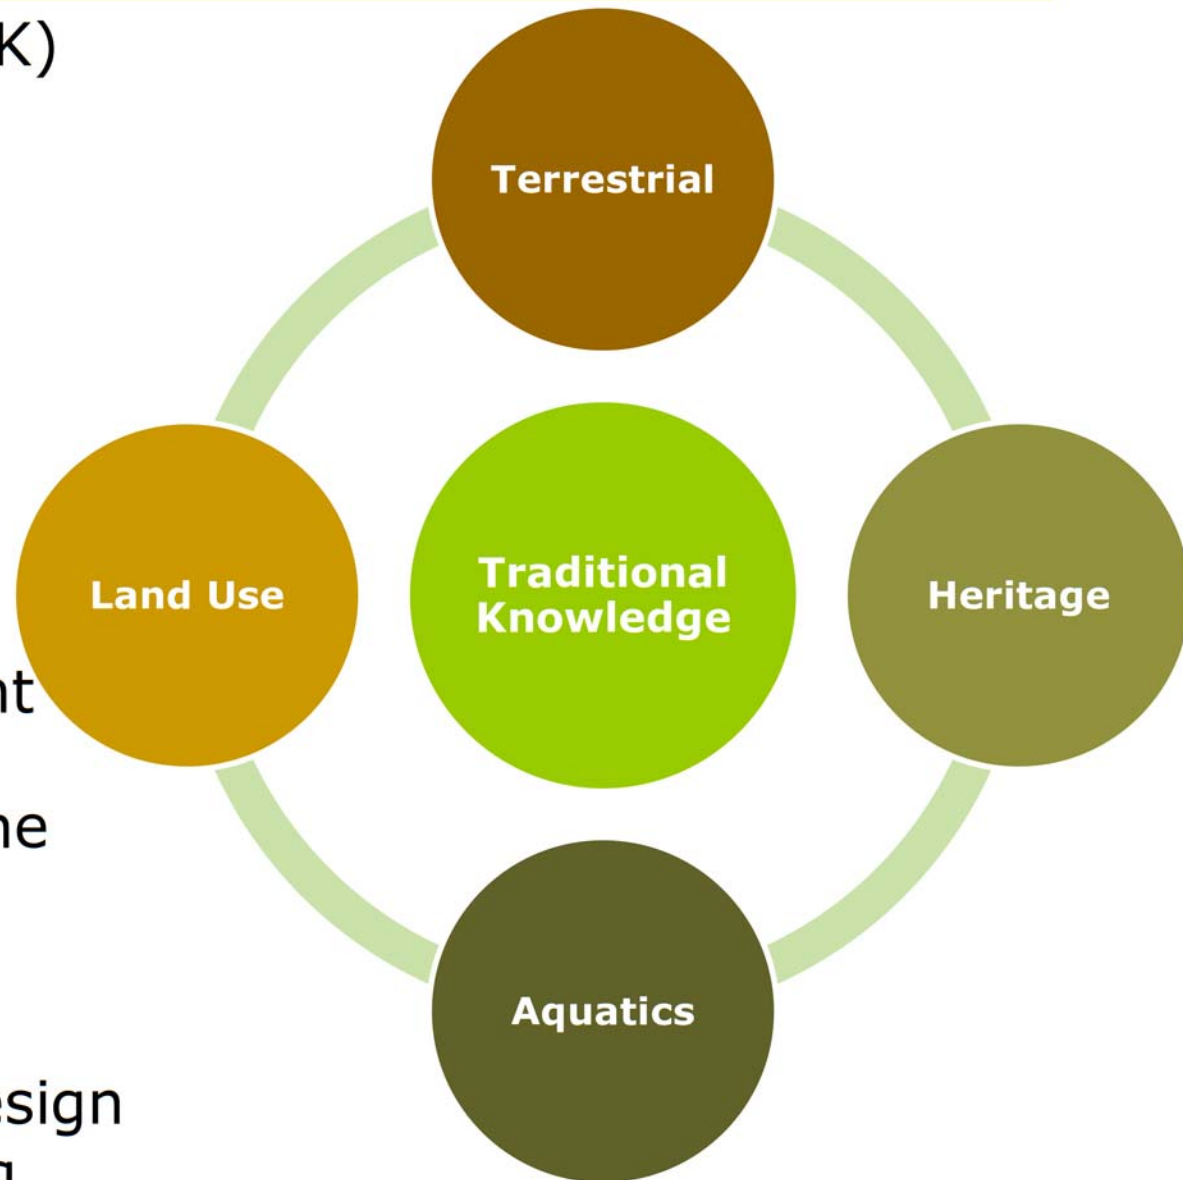 K)
Terrestrial
Land Use
Traditional
Knowledge
Heritage
nt
ne
Aquatics
esign